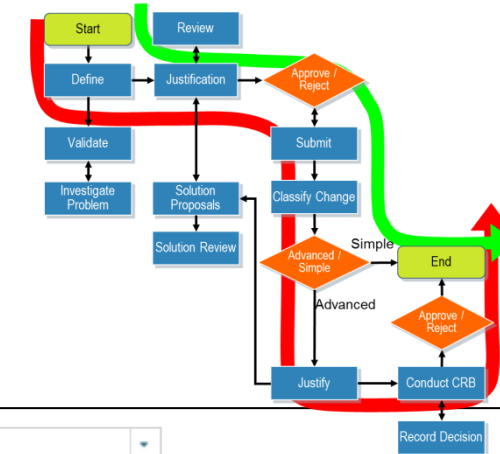 Start
Review
Define
Justification
Approve /
Reject
Validate
Submit
Investigate
Problem
Solution
Proposals
Classify Change
Solution Review
Advanced /
Simple
Simple
End
Advanced
Approve /
Reject
Justify
Conduct CRB
Record Decision